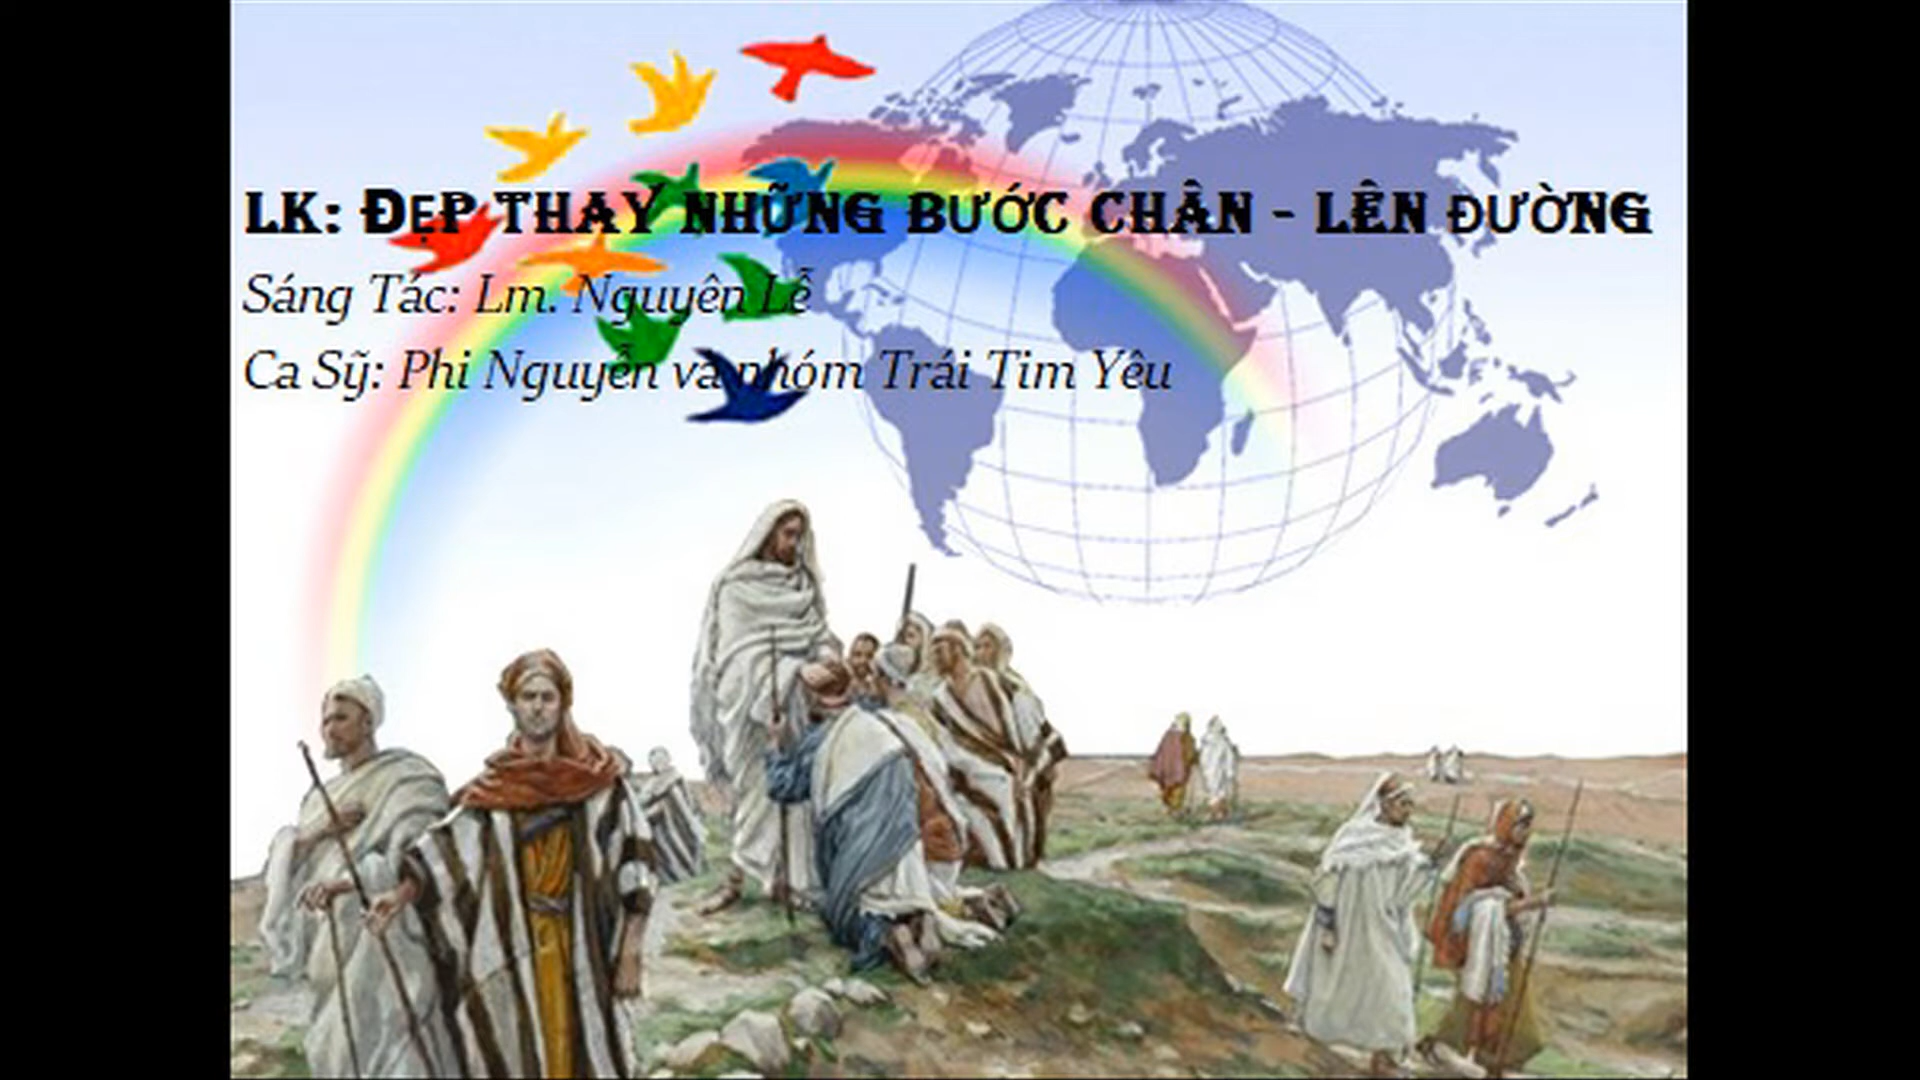 LK: ĐẸP THAY NHỮNG BƯỚC CHÂN - LÊN ĐƯỜNG
Sáng Tác: Lm. Nguyên Lễ
Ca Sỹ: Phi Nguyễn và nhóm Trái Tim Yêu